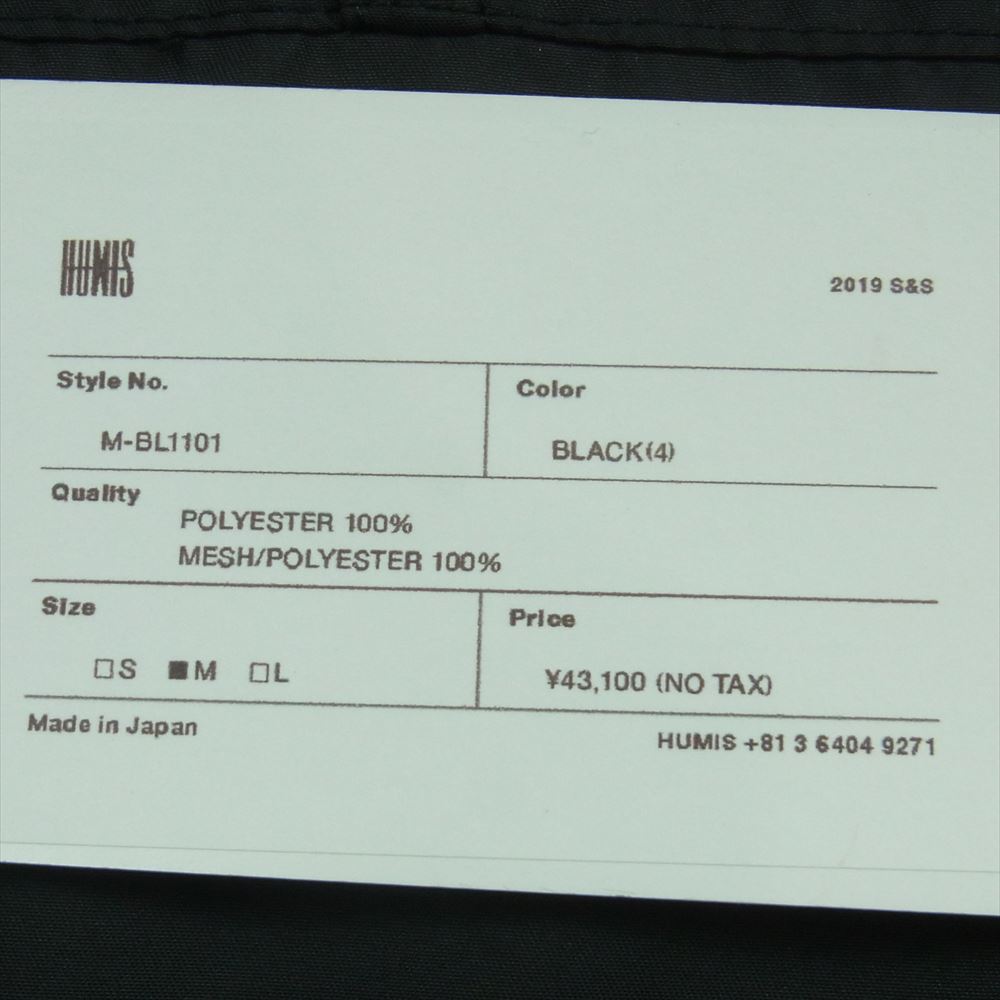 HUMIS
2019 S&S
Style No.
Color
M-BL1101
BLACK(4)
Quality
POLYESTER 100%
MESH/POLYESTER 100%
Size
Price
□S ■M □L
¥43,100 (NO TAX)
Made in Japan
HUMIS +81 3 6404 9271